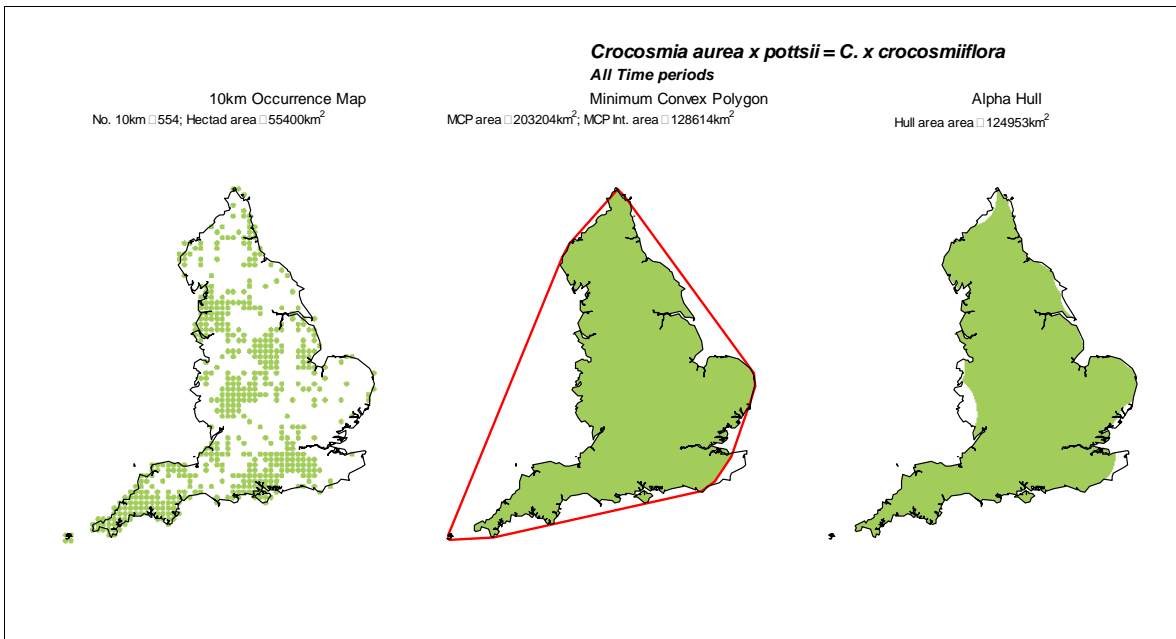 Crocosmia aurea x pottsii = C. x crocosmiiflora
All Time periods
10km Occurrence Map
No. 10km □ 554; Hectad area □ 55400km²
Minimum Convex Polygon
MCP area □ 203204km²; MCP Int. area □ 128614km²
Alpha Hull
Hull area area □ 124953km²